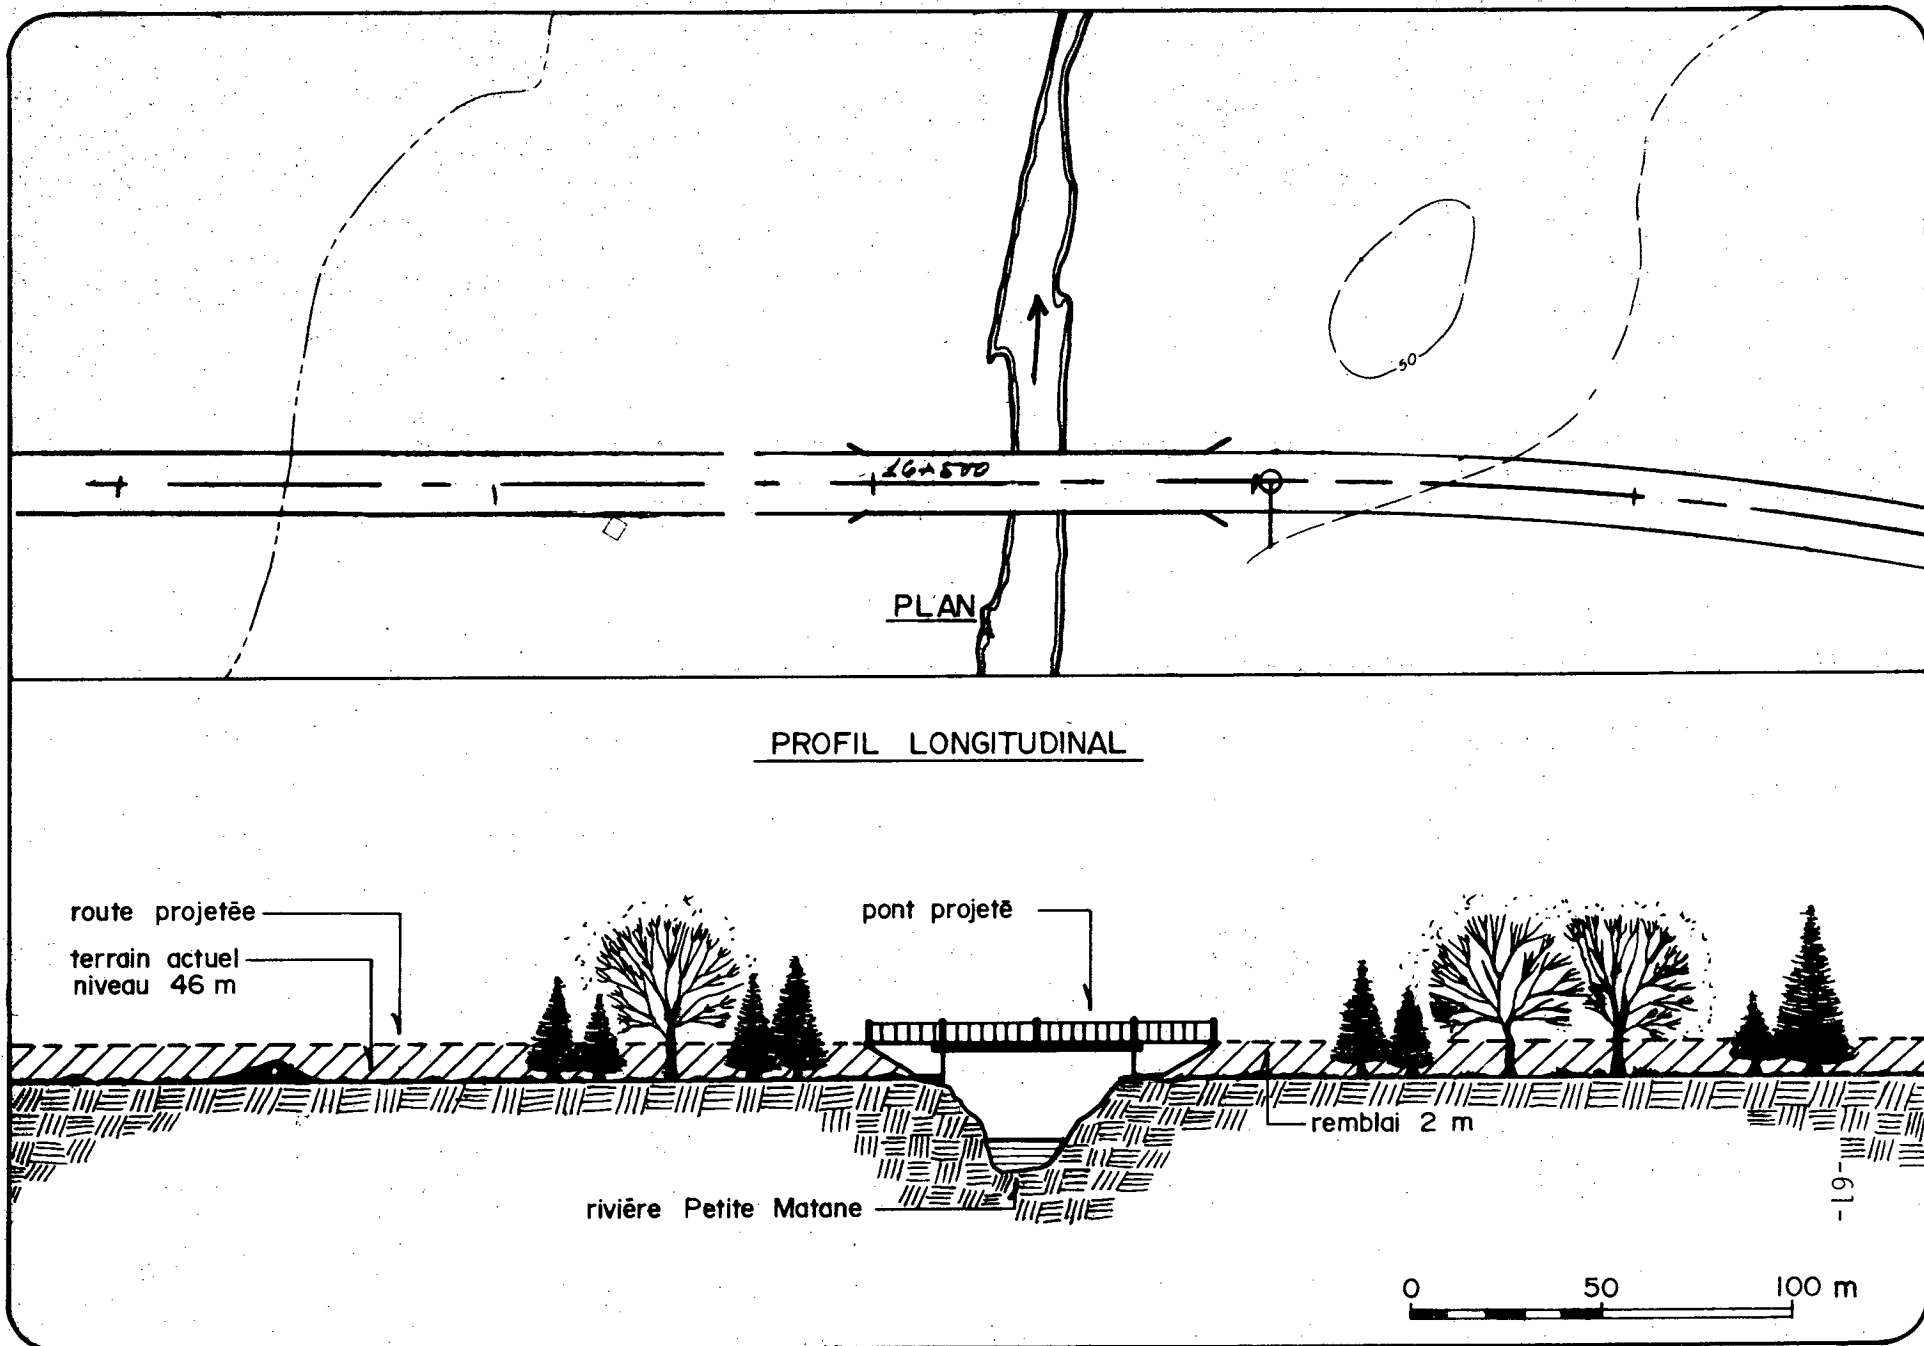 50
PLAN
PROFIL LONGITUDINAL
route projetée
terrain actuel
niveau 46 m
pont projeté
remblai 2 m
rivière Petite Matane
-61-
0 50 100 m